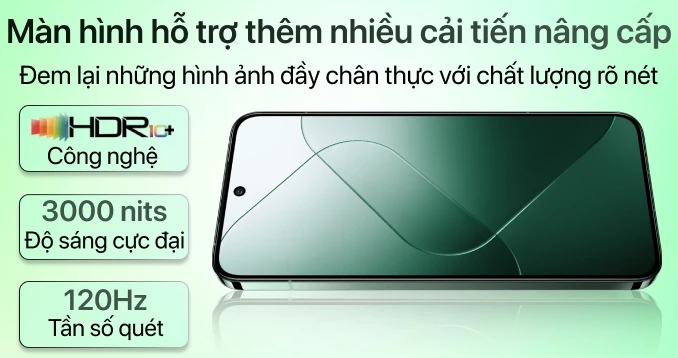 Màn hình hỗ trợ thêm nhiều cải tiến nâng cấp
Đem lại những hình ảnh đầy chân thực với chất lượng rõ nét
HDR10+
Công nghệ
3000 nits
Độ sáng cực đại
120Hz
Tần số quét